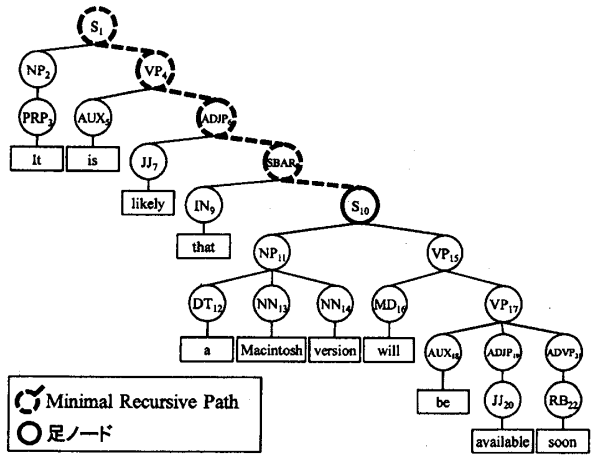 S1
NP2 VP4
PRP3 AUX5 ADJP6
It is JJ7 SBAR8
likely IN9 S10
that NP11 VP15
DT12 NN13 NN14 MD16 VP17
a Macintosh version will AUX18 ADJP19 ADVP21
be JJ20 RB22
available soon
Minimal Recursive Path
足ノード